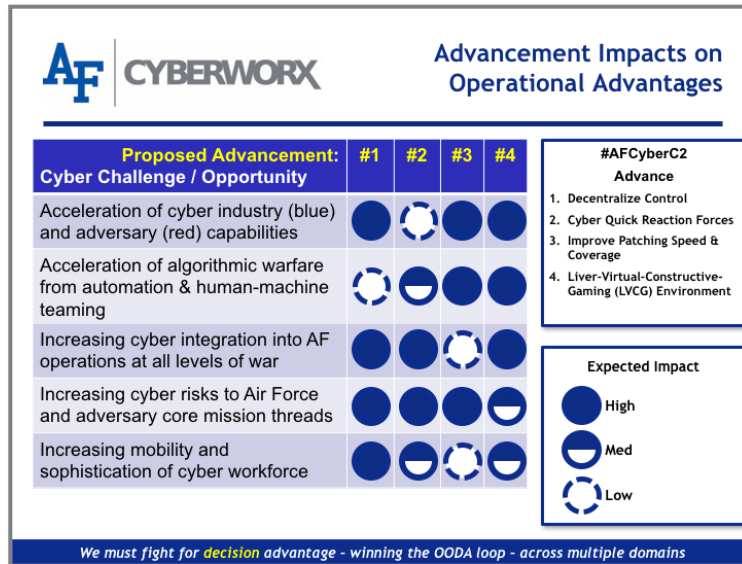 AF CYBERWORX
Advancement Impacts on
Operational Advantages
Proposed Advancement: #1 #2 #3 #4
Cyber Challenge / Opportunity
Acceleration of cyber industry (blue)
and adversary (red) capabilities
Acceleration of algorithmic warfare
from automation & human-machine
teaming
Increasing cyber integration into AF
operations at all levels of war
Increasing cyber risks to Air Force
and adversary core mission threads
Increasing mobility and
sophistication of cyber workforce
#AFCyberC2
Advance
1. Decentralize Control
2. Cyber Quick Reaction Forces
3. Improve Patching Speed &
Coverage
4. Liver-Virtual-Constructive-
Gaming (LVCG) Environment
Expected Impact
High
Med
Low
We must fight for decision advantage - winning the OODA loop - across multiple domains